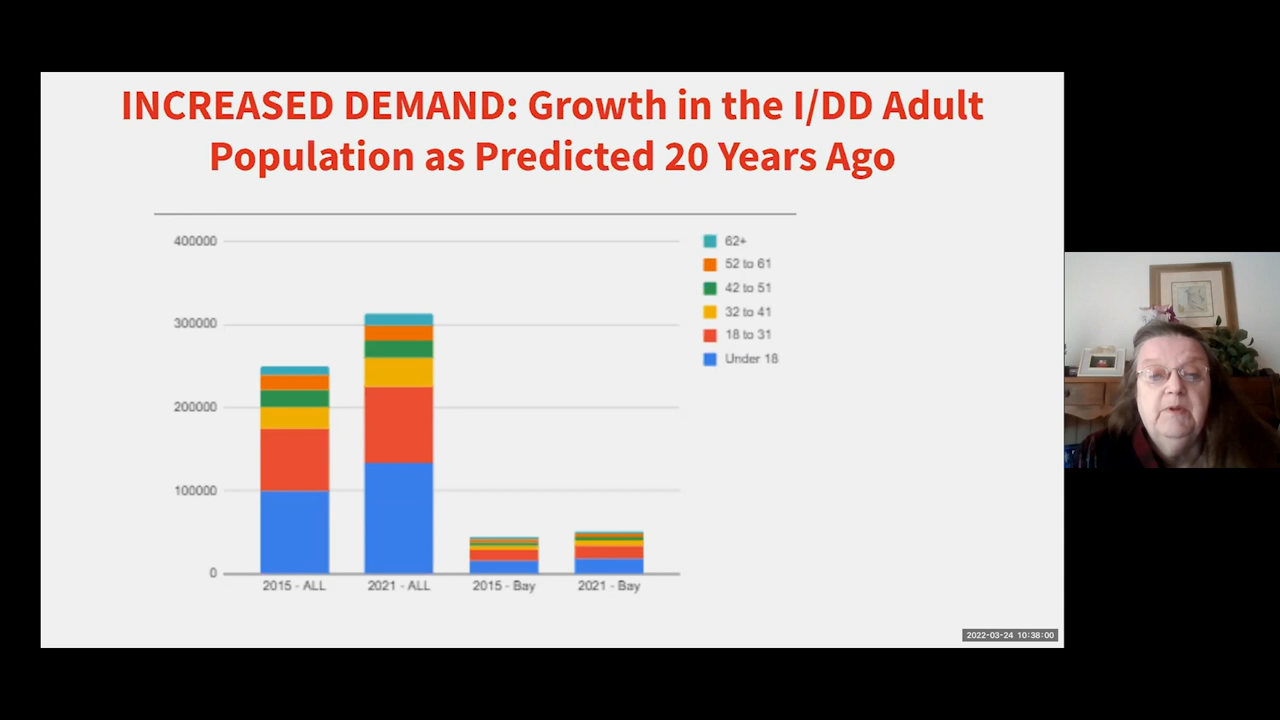 INCREASED DEMAND: Growth in the I/DD Adult
Population as Predicted 20 Years Ago
400000
300000
200000
100000
0
2015 - ALL
2021 - ALL
2015 - Bay
2021 - Bay
62+
52 to 61
42 to 51
32 to 41
18 to 31
Under 18
2022-03-24 10:38:00